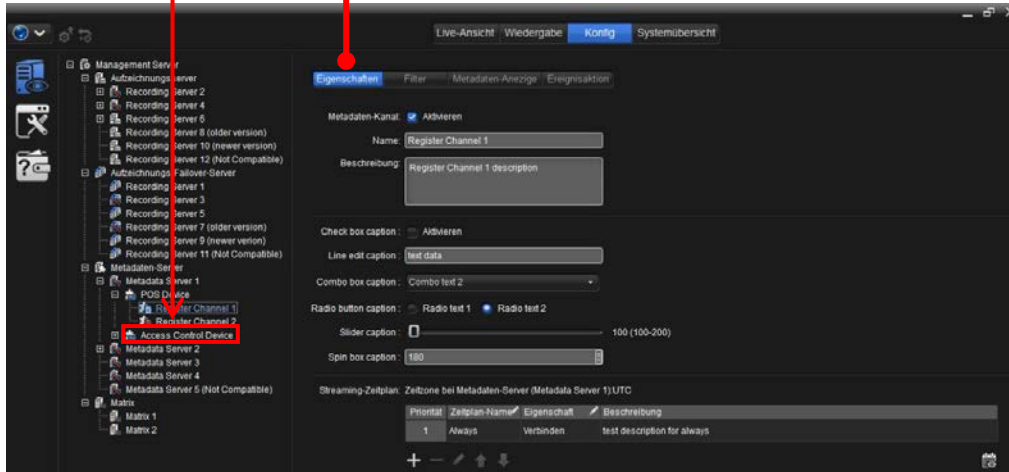 Live-Ansicht Wiedergabe Konfig Systemübersicht
Management Server
Aufzeichnungsserver
Recording Server 2
Recording Server 4
Recording Server 6
Recording Server 8 (older version)
Recording Server 10 (newer version)
Recording Server 12 (Not Compatible)
Aufzeichnungs Failover-Server
Recording Server 1
Recording Server 3
Recording Server 5
Recording Server 7 (older version)
Recording Server 9 (newer verion)
Recording Server 11 (Not Compatible)
Metadaten-Server
Metadata Server 1
POS Device
Register Channel 1
Register Channel 2
Access Control Device
Metadata Server 2
Metadata Server 3
Metadata Server 4
Metadata Server 5 (Not Compatible)
Matrix
Matrix 1
Matrix 2
Eigenschaften Filter Metadaten-Anezige Ereignisaktion
Metadaten-Kanal: Aktivieren
Name: Register Channel 1
Beschreibung: Register Channel 1 description
Check box caption : Aktivieren
Line edit caption : text data
Combo box caption : Combo text 2
Radio button caption : Radio text 1 Radio text 2
Slider caption : 100 (100-200)
Spin box caption : 180
Streaming-Zeitplan: Zeitzone bei Metadaten-Server (Metadata Server 1):UTC
Priorität Zeitplan-Name Eigenschaft Beschreibung
1 Always Verbinden test description for always